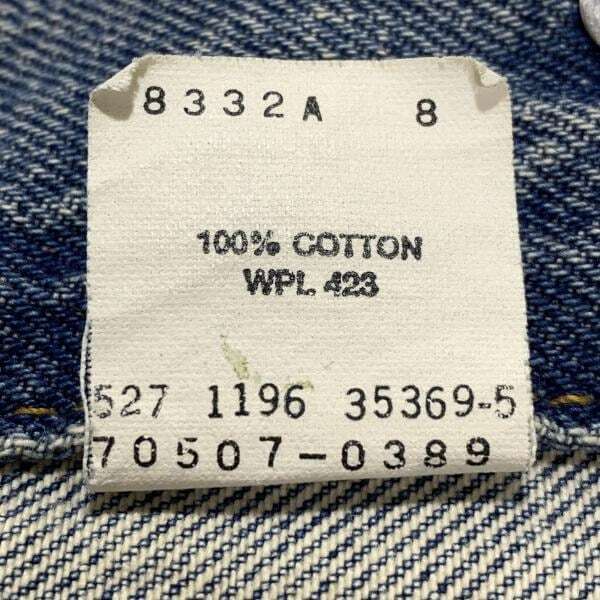 8332A 8
100% COTTON
WPL 423
527 1196 35369-5
70507-0389